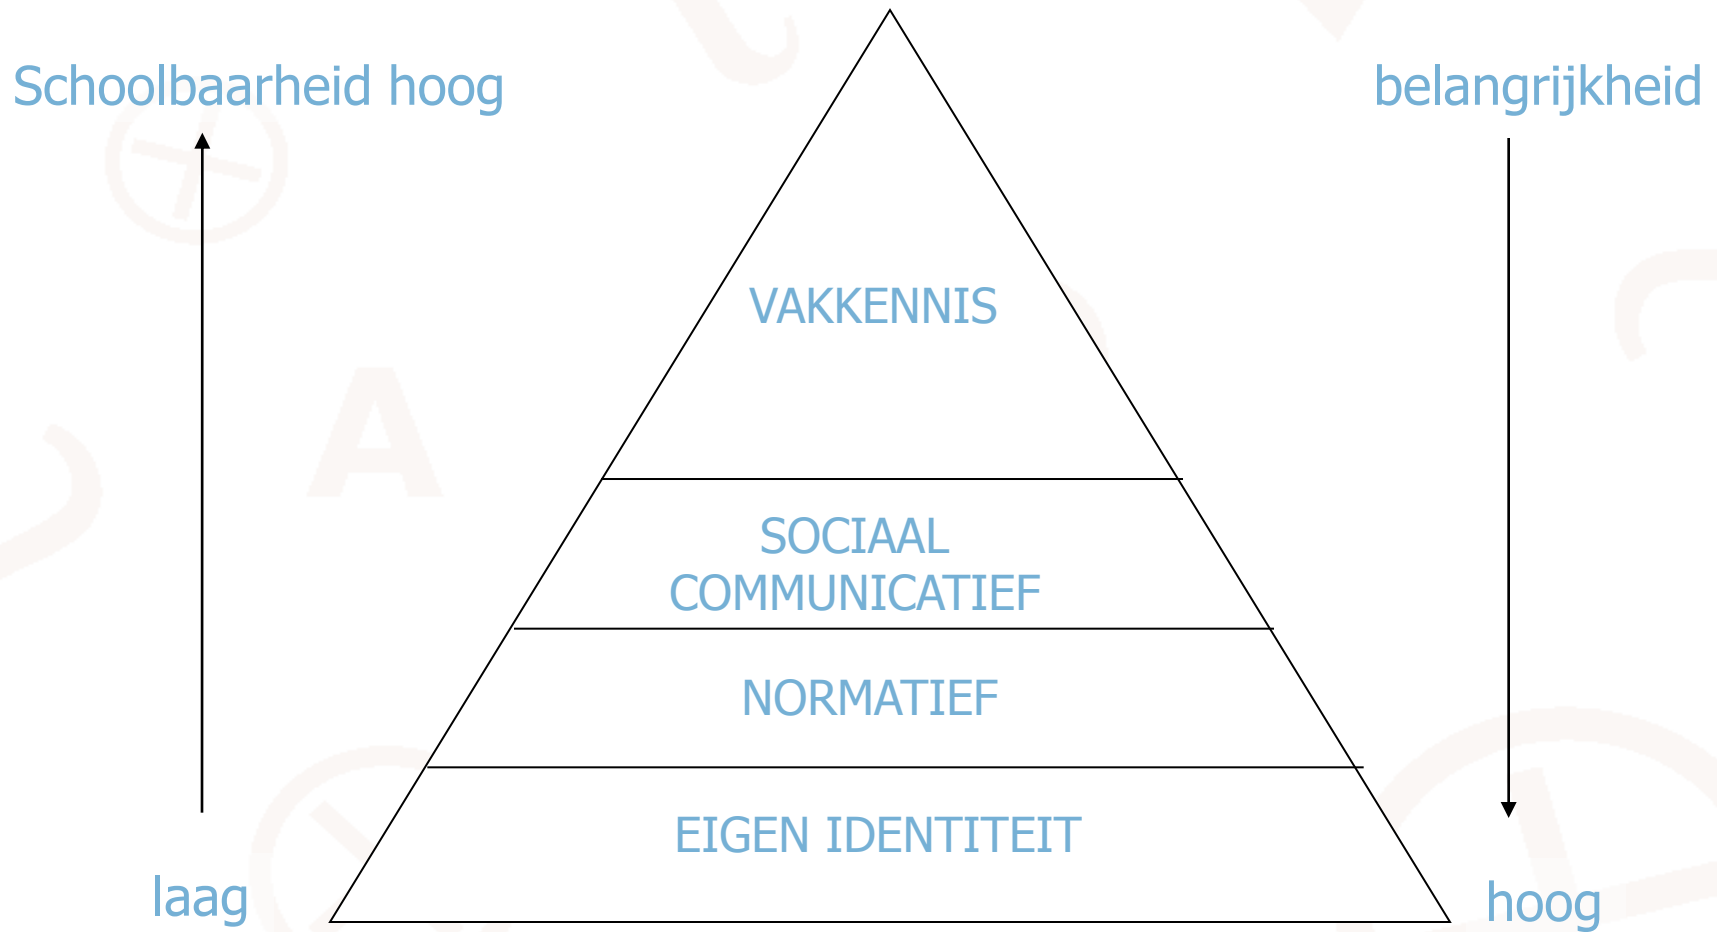 Schoolbaarheid hoog
belangrijkheid
VAKKENNIS
SOCIAAL
COMMUNICATIEF
NORMATIEF
EIGEN IDENTITEIT
laag
hoog
A